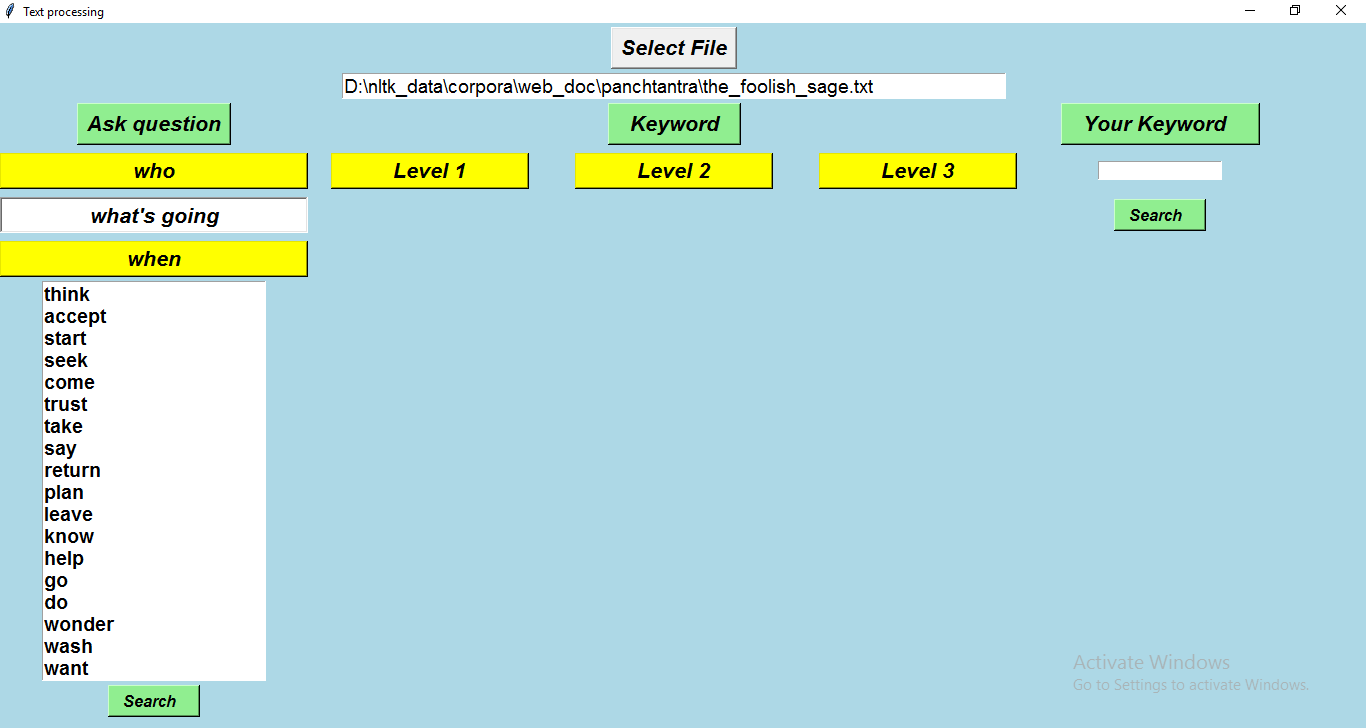 Text processing
Select File
D:\nltk_data\corpora\web_doc\panchtantra\the_foolish_sage.txt
Ask question
Keyword
Your Keyword
who
Level 1
Level 2
Level 3
what's going
Search
when
think
accept
start
seek
come
trust
take
say
return
plan
leave
know
help
go
do
wonder
wash
want
Search
Activate Windows
Go to Settings to activate Windows.